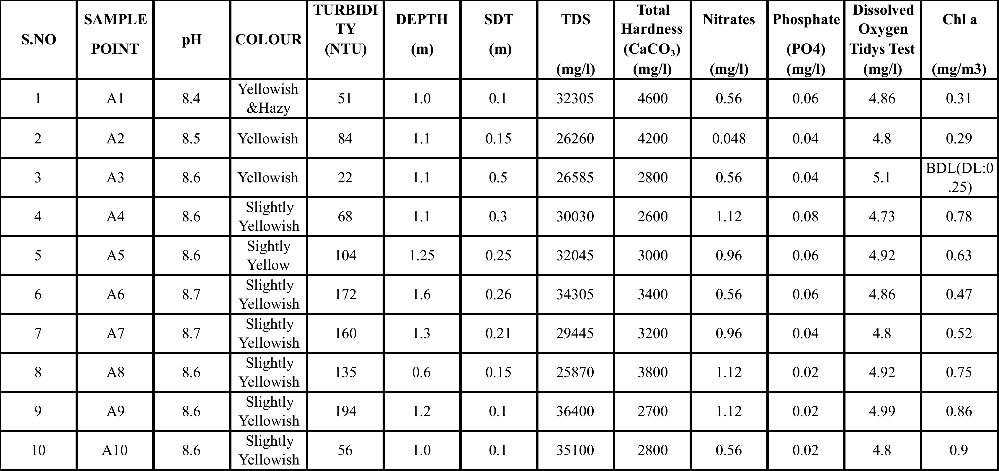 S.NO SAMPLE POINT pH COLOUR TURBIDI TY (NTU) DEPTH (m) SDT (m) TDS (mg/l) Total Hardness (CaCO₃) (mg/l) Nitrates (mg/l) Phosphate (PO4) (mg/l) Dissolved Oxygen Tidys Test (mg/l) Chl a (mg/m3)
1 A1 8.4 Yellowish &Hazy 51 1.0 0.1 32305 4600 0.56 0.06 4.86 0.31
2 A2 8.5 Yellowish 84 1.1 0.15 26260 4200 0.048 0.04 4.8 0.29
3 A3 8.6 Yellowish 22 1.1 0.5 26585 2800 0.56 0.04 5.1 BDL(DL:0 .25)
4 A4 8.6 Slightly Yellowish 68 1.1 0.3 30030 2600 1.12 0.08 4.73 0.78
5 A5 8.6 Sightly Yellow 104 1.25 0.25 32045 3000 0.96 0.06 4.92 0.63
6 A6 8.7 Slightly Yellowish 172 1.6 0.26 34305 3400 0.56 0.06 4.86 0.47
7 A7 8.7 Slightly Yellowish 160 1.3 0.21 29445 3200 0.96 0.04 4.8 0.52
8 A8 8.6 Slightly Yellowish 135 0.6 0.15 25870 3800 1.12 0.02 4.92 0.75
9 A9 8.6 Slightly Yellowish 194 1.2 0.1 36400 2700 1.12 0.02 4.99 0.86
10 A10 8.6 Slightly Yellowish 56 1.0 0.1 35100 2800 0.56 0.02 4.8 0.9